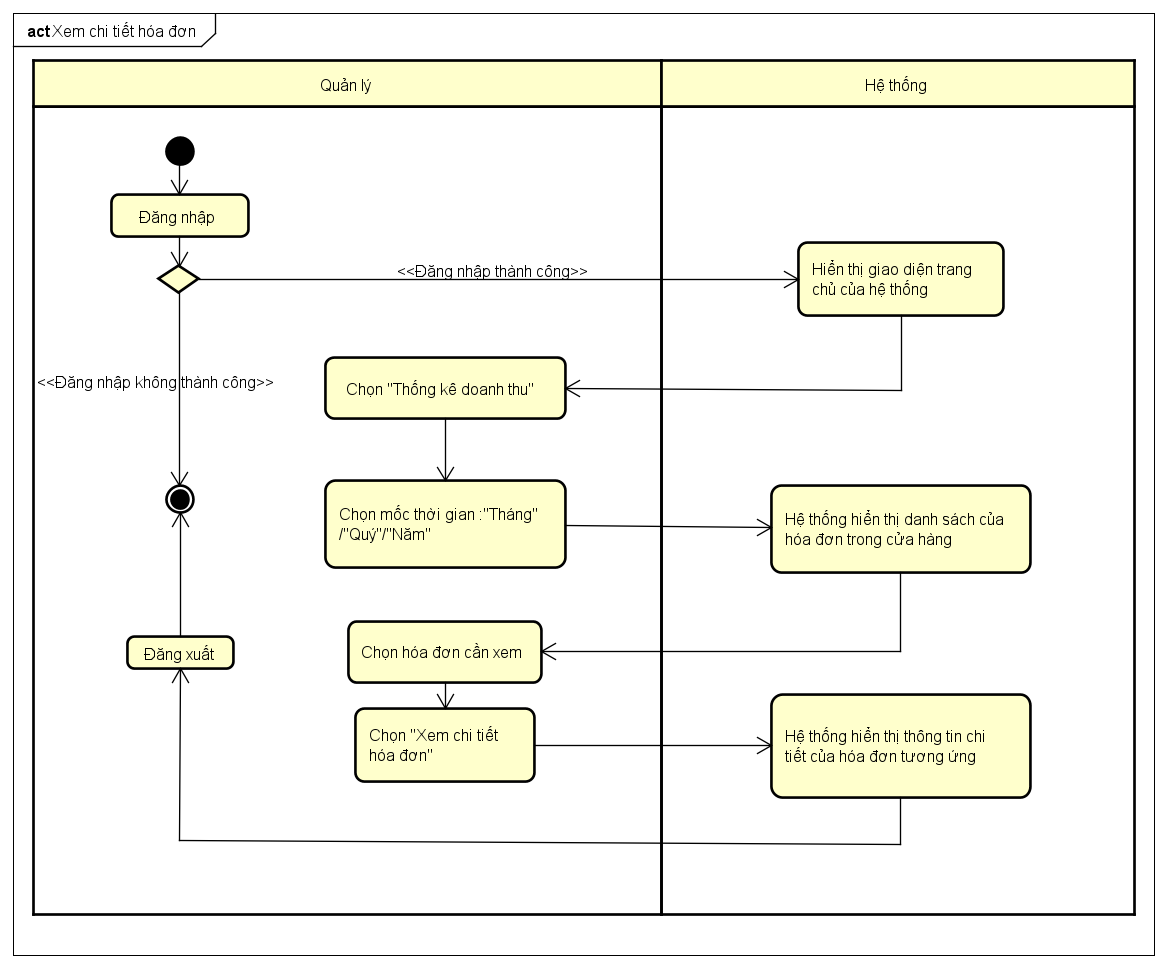 act Xem chi tiết hóa đơn
Quản lý
Hệ thống
Đăng nhập
<<Đăng nhập thành công>>
Hiển thị giao diện trang
chủ của hệ thống
<<Đăng nhập không thành công>>
Chọn "Thống kê doanh thu"
Chọn mốc thời gian :"Tháng"
/"Quý"/"Năm"
Hệ thống hiển thị danh sách của
hóa đơn trong cửa hàng
Đăng xuất
Chọn hóa đơn cần xem
Chọn "Xem chi tiết
hóa đơn"
Hệ thống hiển thị thông tin chi
tiết của hóa đơn tương ứng